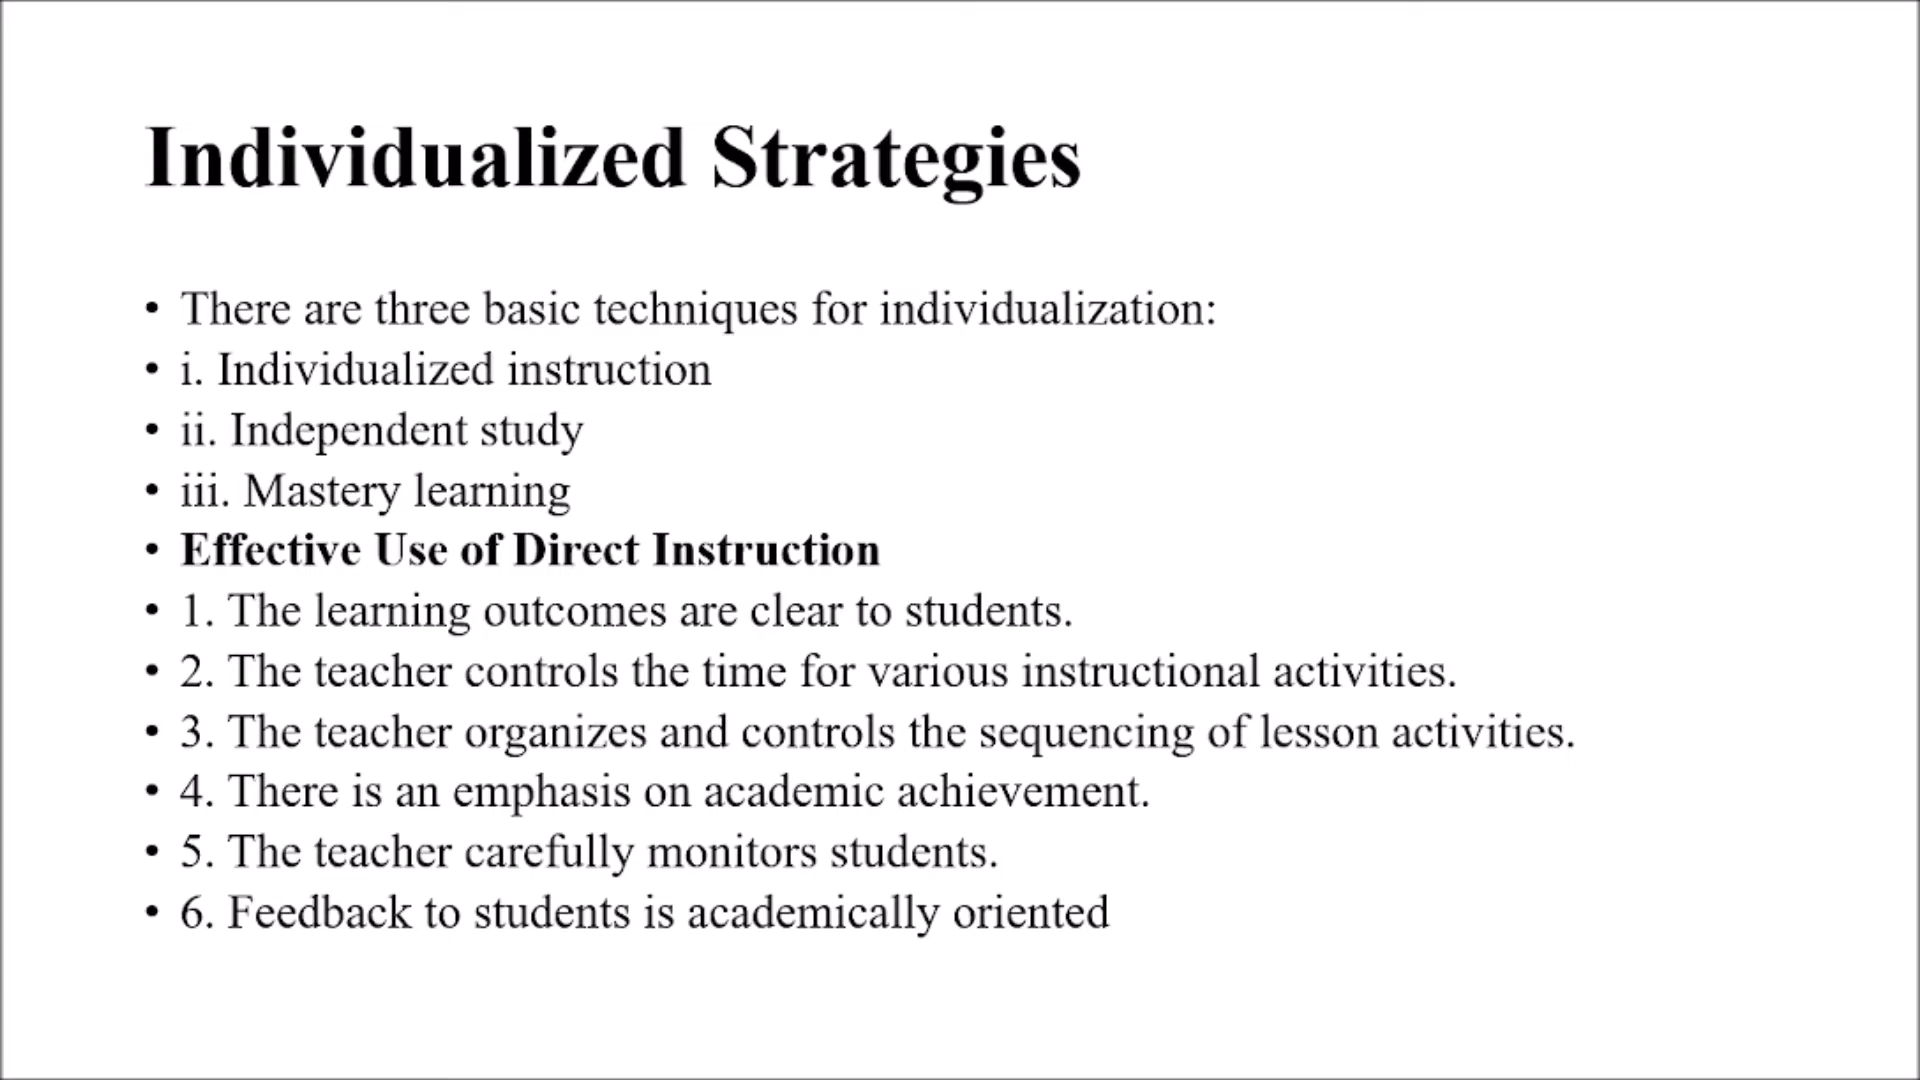 Individualized Strategies
• There are three basic techniques for individualization:
• i. Individualized instruction
• ii. Independent study
• iii. Mastery learning
• Effective Use of Direct Instruction
• 1. The learning outcomes are clear to students.
• 2. The teacher controls the time for various instructional activities.
• 3. The teacher organizes and controls the sequencing of lesson activities.
• 4. There is an emphasis on academic achievement.
• 5. The teacher carefully monitors students.
• 6. Feedback to students is academically oriented